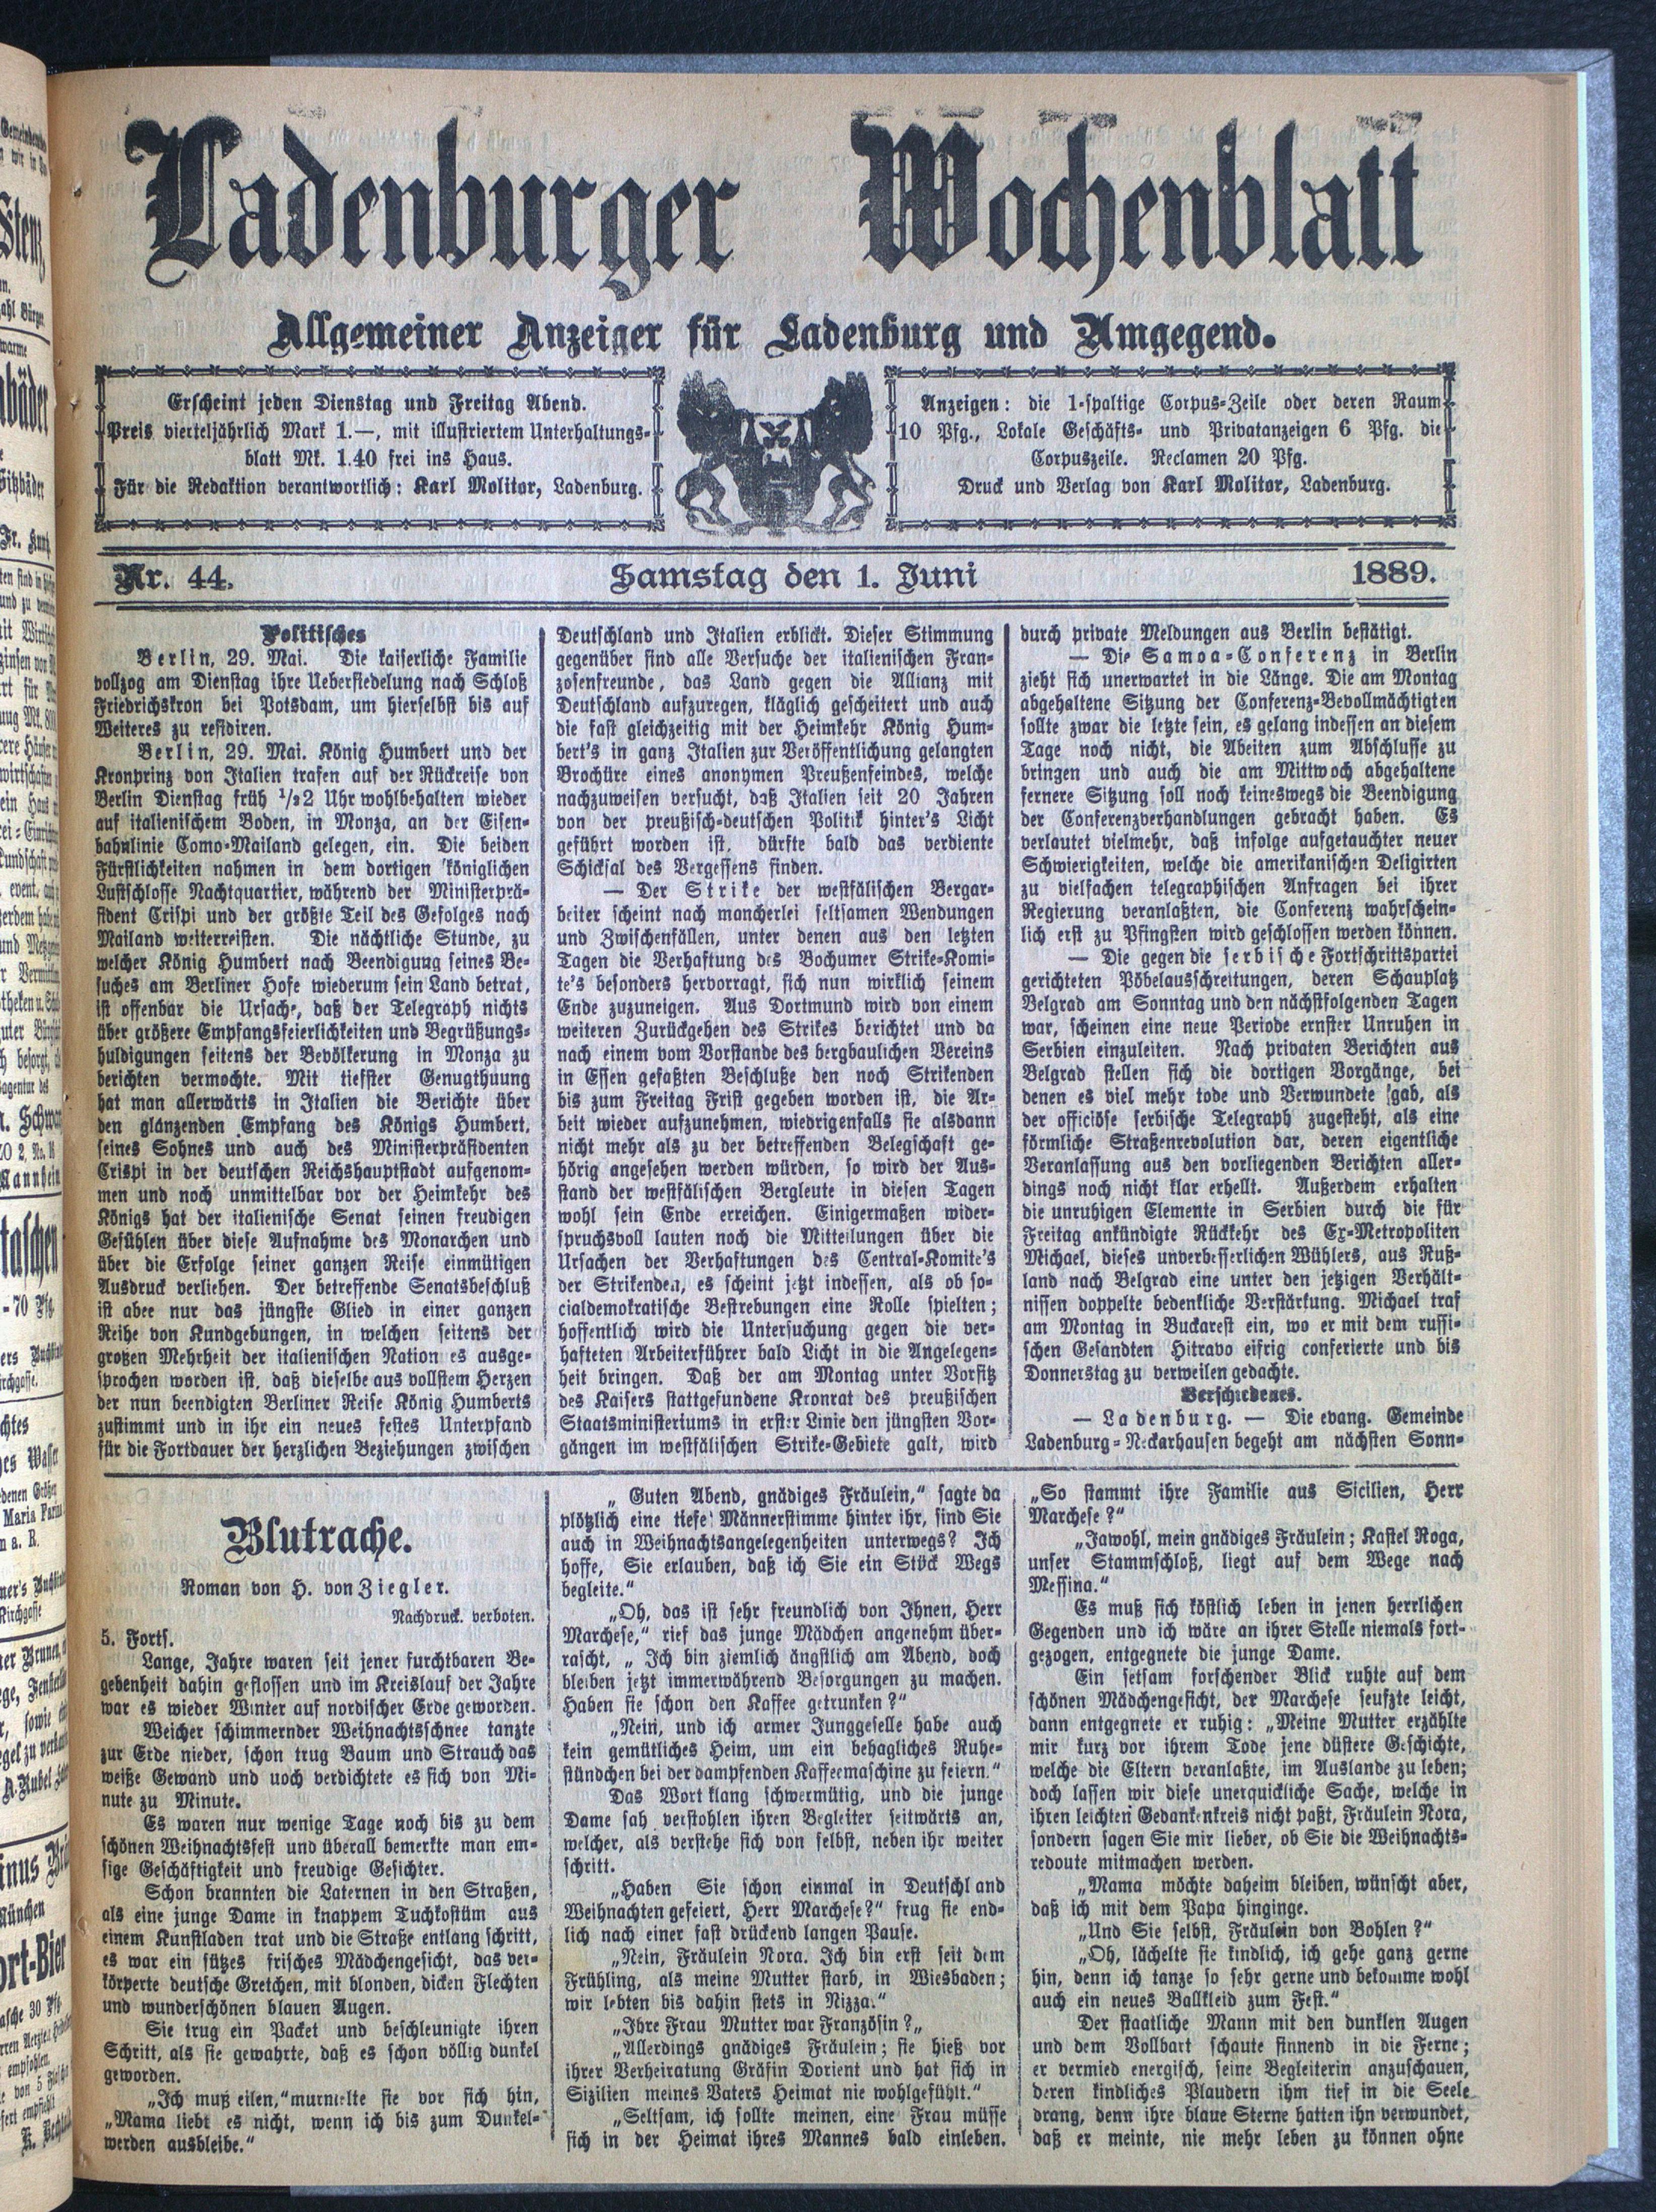 Ladenburger Wochenblatt
Allgemeiner Anzeiger für Ladenburg und Umgegend.
Erscheint jeden Dienstag und Freitag Abend.
Preis vierteljährlich Mark 1.—, mit illustriertem Unterhaltungs-
blatt Mk. 1.40 frei ins Haus.
Für die Redaktion verantwortlich: Karl Molitor, Ladenburg.
Anzeigen: die 1-spaltige Corpus-Zeile oder deren Raum
10 Pfg., Lokale Geschäfts- und Privatanzeigen 6 Pfg. die
Corpuszeile. Reclamen 20 Pfg.
Druck und Verlag von Karl Molitor, Ladenburg.
Nr. 44. Samstag den 1. Juni 1889.
Politisches
Berlin, 29. Mai. Die kaiserliche Familie
vollzog am Dienstag ihre Uebersiedelung nach Schloß
Friedrichskron bei Potsdam, um hierselbst bis auf
Weiteres zu residiren.
Berlin, 29. Mai. König Humbert und der
Kronprinz von Italien trafen auf der Rückreise von
Berlin Dienstag früh 1/22 Uhr wohlbehalten wieder
auf italienischem Boden, in Monza, an der Eisen-
bahnlinie Como-Mailand gelegen, ein. Die beiden
Fürstlichkeiten nahmen in dem dortigen königlichen
Lustschlosse Nachtquartier, während der Ministerprä-
sident Crispi und der größte Teil des Gefolges nach
Mailand weiterreisten. Die nächtliche Stunde, zu
welcher König Humbert nach Beendigung seines Be-
suches am Berliner Hofe wiederum sein Land betrat,
ist offenbar die Ursache, daß der Telegraph nichts
über größere Empfangsfeierlichkeiten und Begrüßungs-
huldigungen seitens der Bevölkerung in Monza zu
berichten vermochte. Mit tiefster Genugthuung
hat man allerwärts in Italien die Berichte über
den glänzenden Empfang des Königs Humbert,
seines Sohnes und auch des Ministerpräsidenten
Crispi in der deutschen Reichshauptstadt aufgenom-
men und noch unmittelbar vor der Heimkehr des
Königs hat der italienische Senat seinen freudigen
Gefühlen über diese Aufnahme des Monarchen und
über die Erfolge seiner ganzen Reise einmütigen
Ausdruck verliehen. Der betreffende Senatsbeschluß
ist aber nur das jüngste Glied in einer ganzen
Reihe von Kundgebungen, in welchen seitens der
großen Mehrheit der italienischen Nation es ausge-
sprochen worden ist, daß dieselbe aus vollstem Herzen
der nun beendigten Berliner Reise König Humberts
zustimmt und in ihr ein neues festes Unterpfand
für die Fortdauer der herzlichen Beziehungen zwischen
Deutschland und Italien erblickt. Dieser Stimmung
gegenüber sind alle Versuche der italienischen Fran-
zosenfreunde, das Land gegen die Allianz mit
Deutschland aufzuregen, kläglich gescheitert und auch
die fast gleichzeitig mit der Heimkehr König Hum-
bert's in ganz Italien zur Veröffentlichung gelangten
Brochüre eines anonymen Preußenfeindes, welche
nachzuweisen versucht, daß Italien seit 20 Jahren
von der preußisch-deutschen Politik hinter's Licht
geführt worden ist, dürfte bald das verdiente
Schicksal des Vergessens finden.
— Der Strike der westfälischen Bergar-
beiter scheint nach mancherlei seltsamen Wendungen
und Zwischenfällen, unter denen aus den letzten
Tagen die Verhaftung des Bochumer Strike-Komi-
te's besonders hervorragt, sich nun wirklich seinem
Ende zuzuneigen. Aus Dortmund wird von einem
weiteren Zurückgehen des Strikes berichtet und da
nach einem vom Vorstande des bergbaulichen Vereins
in Essen gefaßten Beschluße den noch Strikenden
bis zum Freitag Frist gegeben worden ist, die Ar-
beit wieder aufzunehmen, wiedrigenfalls sie alsdann
nicht mehr als zu der betreffenden Belegschaft ge-
hörig angesehen werden würden, so wird der Aus-
stand der westfälischen Bergleute in diesen Tagen
wohl sein Ende erreichen. Einigermaßen wider-
spruchsvoll lauten noch die Mitteilungen über die
Ursachen der Verhaftungen des Central-Komite's
der Strikenden, es scheint jetzt indessen, als ob so-
cialdemokratische Bestrebungen eine Rolle spielten;
hoffentlich wird die Untersuchung gegen die ver-
hafteten Arbeiterführer bald Licht in die Angelegen-
heit bringen. Daß der am Montag unter Vorsitz
des Kaisers stattgefundene Kronrat des preußischen
Staatsministeriums in erster Linie den jüngsten Vor-
gängen im westfälischen Strike-Gebiete galt, wird
durch private Meldungen aus Berlin bestätigt.
— Die Samoa-Conferenz in Berlin
zieht sich unerwartet in die Länge. Die am Montag
abgehaltene Sitzung der Conferenz-Bevollmächtigten
sollte zwar die letzte sein, es gelang indessen an diesem
Tage noch nicht, die Abeiten zum Abschlusse zu
bringen und auch die am Mittwoch abgehaltene
fernere Sitzung soll noch keineswegs die Beendigung
der Conferenzverhandlungen gebracht haben. Es
verlautet vielmehr, daß infolge aufgetauchter neuer
Schwierigkeiten, welche die amerikanischen Deligirten
zu vielfachen telegraphischen Anfragen bei ihrer
Regierung veranlaßten, die Conferenz wahrschein-
lich erst zu Pfingsten wird geschlossen werden können.
— Die gegen die serbische Fortschrittspartei
gerichteten Pöbelausschreitungen, deren Schauplatz
Belgrad am Sonntag und den nächstfolgenden Tagen
war, scheinen eine neue Periode ernster Unruhen in
Serbien einzuleiten. Nach privaten Berichten aus
Belgrad stellen sich die dortigen Vorgänge, bei
denen es viel mehr tode und Verwundete gab, als
der officiöse serbische Telegraph zugesteht, als eine
förmliche Straßenrevolution dar, deren eigentliche
Veranlassung aus den vorliegenden Berichten aller-
dings noch nicht klar erhellt. Außerdem erhalten
die unruhigen Elemente in Serbien durch die für
Freitag ankündigte Rückkehr des Ex-Metropoliten
Michael, dieses unverbesserlichen Wühlers, aus Ruß-
land nach Belgrad eine unter den jetzigen Verhält-
nissen doppelte bedenkliche Verstärkung. Michael traf
am Montag in Buckarest ein, wo er mit dem russi-
schen Gesandten Hitravo eifrig conferierte und bis
Donnerstag zu verweilen gedachte.
Verschiedenes.
— Ladenburg. — Die evang. Gemeinde
Ladenburg-Neckarhausen begeht am nächsten Sonn-
Blutrache.
Roman von H. von Ziegler.
Nachdruck. verboten.
5. Forts.
Lange, Jahre waren seit jener furchtbaren Be-
gebenheit dahin geflossen und im Kreislauf der Jahre
war es wieder Winter auf nordischer Erde geworden.
Weicher schimmernder Weihnachtsschnee tanzte
zur Erde nieder, schon trug Baum und Strauch das
weiße Gewand und uoch verdichtete es sich von Mi-
nute zu Minute.
Es waren nur wenige Tage noch bis zu dem
schönen Weihnachtsfest und überall bemerkte man em-
sige Geschäftigkeit und freudige Gesichter.
Schon brannten die Laternen in den Straßen,
als eine junge Dame in knappem Tuchkostüm aus
einem Kunstladen trat und die Straße entlang schritt,
es war ein sützes frisches Mädchengesicht, das ver-
körperte deutsche Gretchen, mit blonden, dicken Flechten
und wunderschönen blauen Augen.
Sie trug ein Packet und beschleunigte ihren
Schritt, als sie gewahrte, daß es schon völlig dunkel
geworden.
„Ich muß eilen,“ murmelte sie vor sich hin,
„Mama liebt es nicht, wenn ich bis zum Dunkel-
werden ausbleibe.“
„ Guten Abend, gnädiges Fräulein,“ sagte da
plötzlich eine tiefe Männerstimme hinter ihr, sind Sie
auch in Weihnachtsangelegenheiten unterwegs? Ich
hoffe, Sie erlauben, daß ich Sie ein Stück Wegs
begleite.“
„Oh, das ist sehr freundlich von Ihnen, Herr
Marchese,“ rief das junge Mädchen angenehm über-
rascht, „ Ich bin ziemlich ängstlich am Abend, doch
bleiben jetzt immerwährend Besorgungen zu machen.
Haben sie schon den Kaffee getrunken?“
„Nein, und ich armer Junggeselle habe auch
kein gemütliches Heim, um ein behagliches Ruhe-
stündchen bei der dampfenden Kaffeemaschine zu feiern.“
Das Wort klang schwermütig, und die junge
Dame sah verstohlen ihren Begleiter seitwärts an,
welcher, als verstehe sich von selbst, neben ihr weiter
schritt.
„Haben Sie schon einmal in Deutschland
Weihnachten gefeiert, Herr Marchese?“ frug sie end-
lich nach einer fast drückend langen Pause.
„Nein, Fräulein Nora. Ich bin erst seit dem
Frühling, als meine Mutter starb, in Wiesbaden;
wir lebten bis dahin stets in Nizza.“
„Ihre Frau Mutter war Französin?„
„Allerdings gnädiges Fräulein; sie hieß vor
ihrer Verheiratung Gräfin Dorient und hat sich in
Sizilien meines Vaters Heimat nie wohlgefühlt.“
„Seltsam, ich sollte meinen, eine Frau müsse
sich in der Heimat ihres Mannes bald einleben.
„So stammt ihre Familie aus Sicilien, Herr
Marchese?“
„Jawohl, mein gnädiges Fräulein; Kastel Roga,
unser Stammschloß, liegt auf dem Wege nach
Messina.“
Es muß sich köstlich leben in jenen herrlichen
Gegenden und ich wäre an ihrer Stelle niemals fort-
gezogen, entgegnete die junge Dame.
Ein setsam forschender Blick ruhte auf dem
schönen Mädchengesicht, der Marchese seufzte leicht,
dann entgegnete er ruhig: „Meine Mutter erzählte
mir kurz vor ihrem Tode jene düstere Geschichte,
welche die Eltern veranlaßte, im Auslande zu leben;
doch lassen wir diese unerquickliche Sache, welche in
ihren leichten Gedankenkreis nicht paßt, Fräulein Nora,
sondern sagen Sie mir lieber, ob Sie die Weihnachts-
redoute mitmachen werden.
„Mama möchte daheim bleiben, wünscht aber,
daß ich mit dem Papa hinginge.
„Und Sie selbst, Fräulein von Bohlen?“
„Oh, lächelte sie kindlich, ich gehe ganz gerne
hin, denn ich tanze so sehr gerne und bekomme wohl
auch ein neues Ballkleid zum Fest.“
Der staatliche Mann mit den dunklen Augen
und dem Vollbart schaute sinnend in die Ferne;
er vermied energisch, seine Begleiterin anzuschauen,
deren kindliches Plaudern ihm tief in die Seele
drang, denn ihre blaue Sterne hatten ihn verwundet,
daß er meinte, nie mehr leben zu können ohne